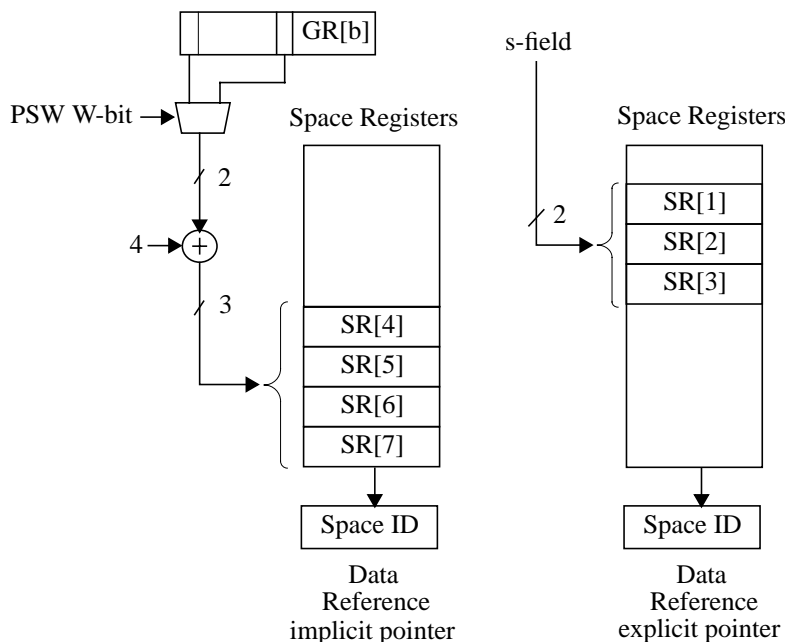 GR[b]
PSW W-bit
2
4
+
3
Space Registers
SR[4]
SR[5]
SR[6]
SR[7]
Space ID
Data
Reference
implicit pointer
s-field
2
Space Registers
SR[1]
SR[2]
SR[3]
Space ID
Data
Reference
explicit pointer